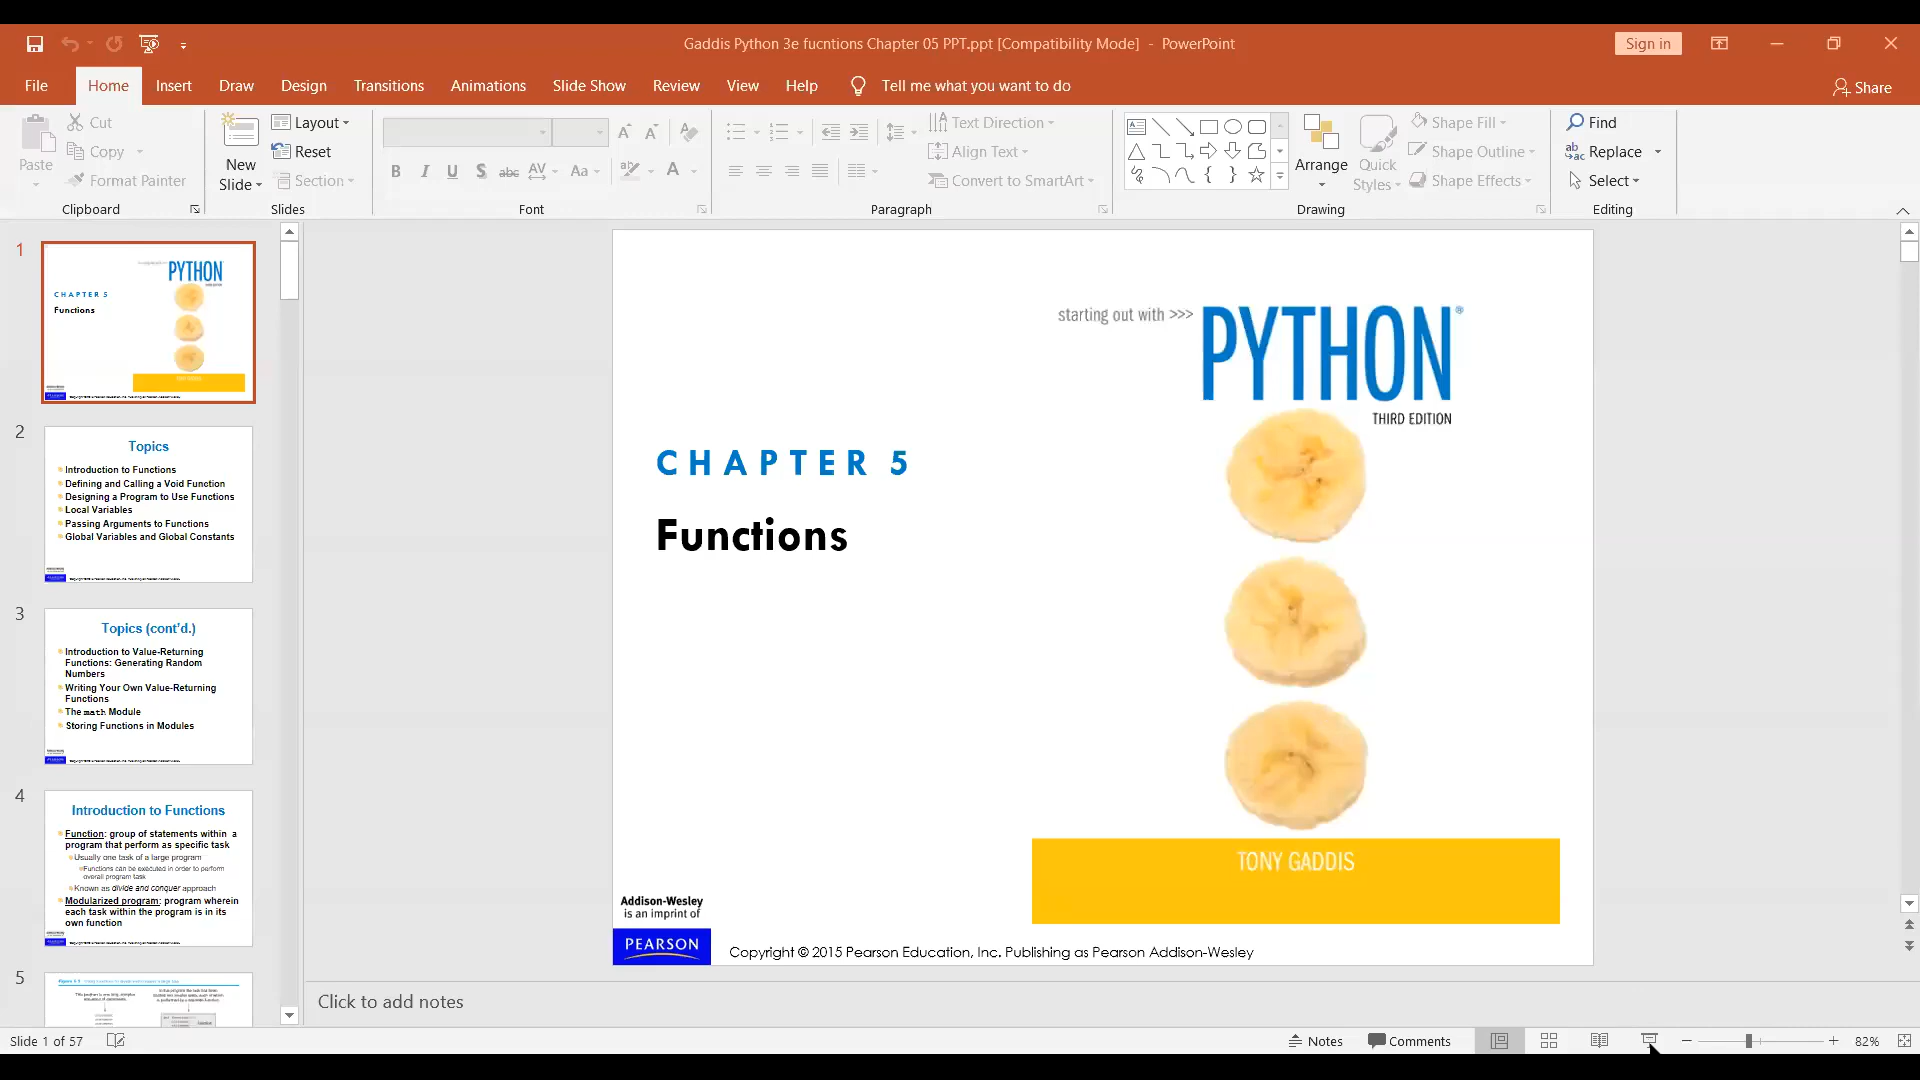 Gaddis Python 3e fucntions Chapter 05 PPT.ppt [Compatibility Mode] - PowerPoint
Sign in
File Home Insert Draw Design Transitions Animations Slide Show Review View Help Tell me what you want to do Share
Paste
Cut
Copy
Format Painter
Clipboard
New Slide
Layout
Reset
Section
Slides
B I U S abc AV Aa A
Font
Text Direction
Align Text
Convert to SmartArt
Paragraph
Arrange
Quick Styles
Shape Fill
Shape Outline
Shape Effects
Drawing
Find
Replace
Select
Editing
1
PYTHON
CHAPTER 5
Functions
2
Topics
Introduction to Functions
Defining and Calling a Void Function
Designing a Program to Use Functions
Local Variables
Passing Arguments to Functions
Global Variables and Global Constants
3
Topics (cont'd.)
Introduction to Value-Returning
Functions: Generating Random
Numbers
Writing Your Own Value-Returning
Functions
The math Module
Storing Functions in Modules
4
Introduction to Functions
Function: group of statements within a
program that perform as specific task
Usually one task of a large program
Functions can be executed in order to perform
overall program task
Known as divide and conquer approach
Modularized program: program wherein
each task within the program is in its
own function
5
starting out with >>> PYTHON®
THIRD EDITION
CHAPTER 5
Functions
TONY GADDIS
Addison-Wesley
is an imprint of
PEARSON
Copyright © 2015 Pearson Education, Inc. Publishing as Pearson Addison-Wesley
Click to add notes
Slide 1 of 57
Notes
Comments
82%